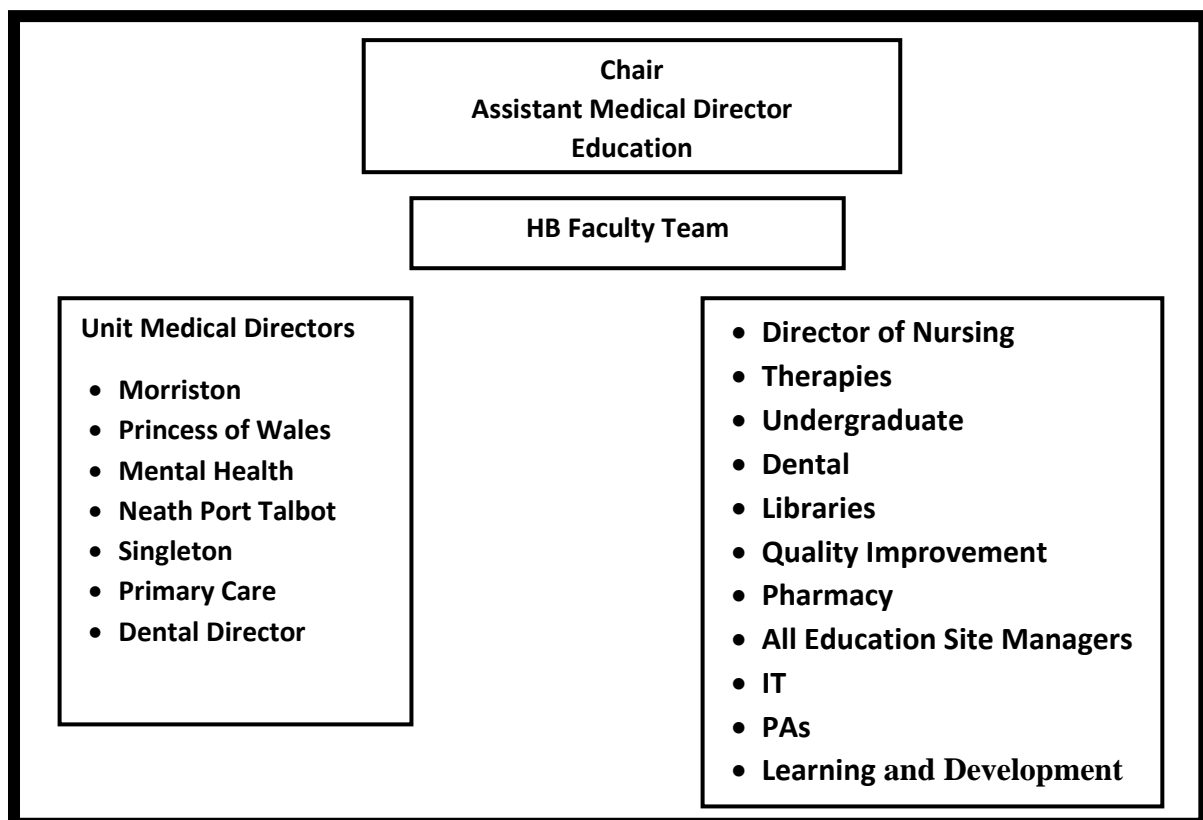 Chair
Assistant Medical Director
Education
HB Faculty Team
Unit Medical Directors
• Morriston
• Princess of Wales
• Mental Health
• Neath Port Talbot
• Singleton
• Primary Care
• Dental Director
• Director of Nursing
• Therapies
• Undergraduate
• Dental
• Libraries
• Quality Improvement
• Pharmacy
• All Education Site Managers
• IT
• PAs
• Learning and Development